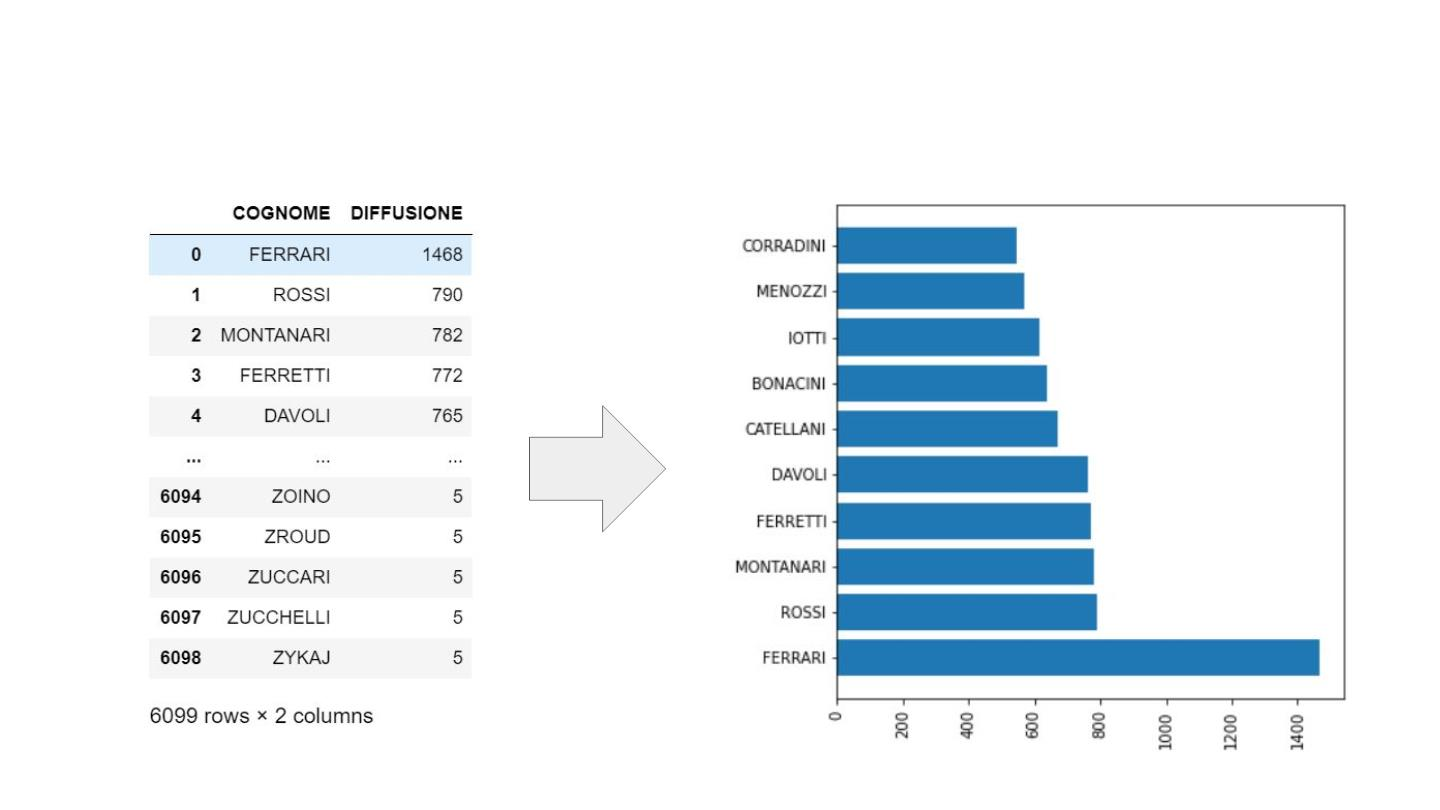 COGNOME DIFFUSIONE
0 FERRARI 1468
1 ROSSI 790
2 MONTANARI 782
3 FERRETTI 772
4 DAVOLI 765
... ... ...
6094 ZOINO 5
6095 ZROUD 5
6096 ZUCCARI 5
6097 ZUCCHELLI 5
6098 ZYKAJ 5
6099 rows × 2 columns
CORRADINI
MENOZZI
IOTTI
BONACINI
CATELLANI
DAVOLI
FERRETTI
MONTANARI
ROSSI
FERRARI
0 200 400 600 800 1000 1200 1400